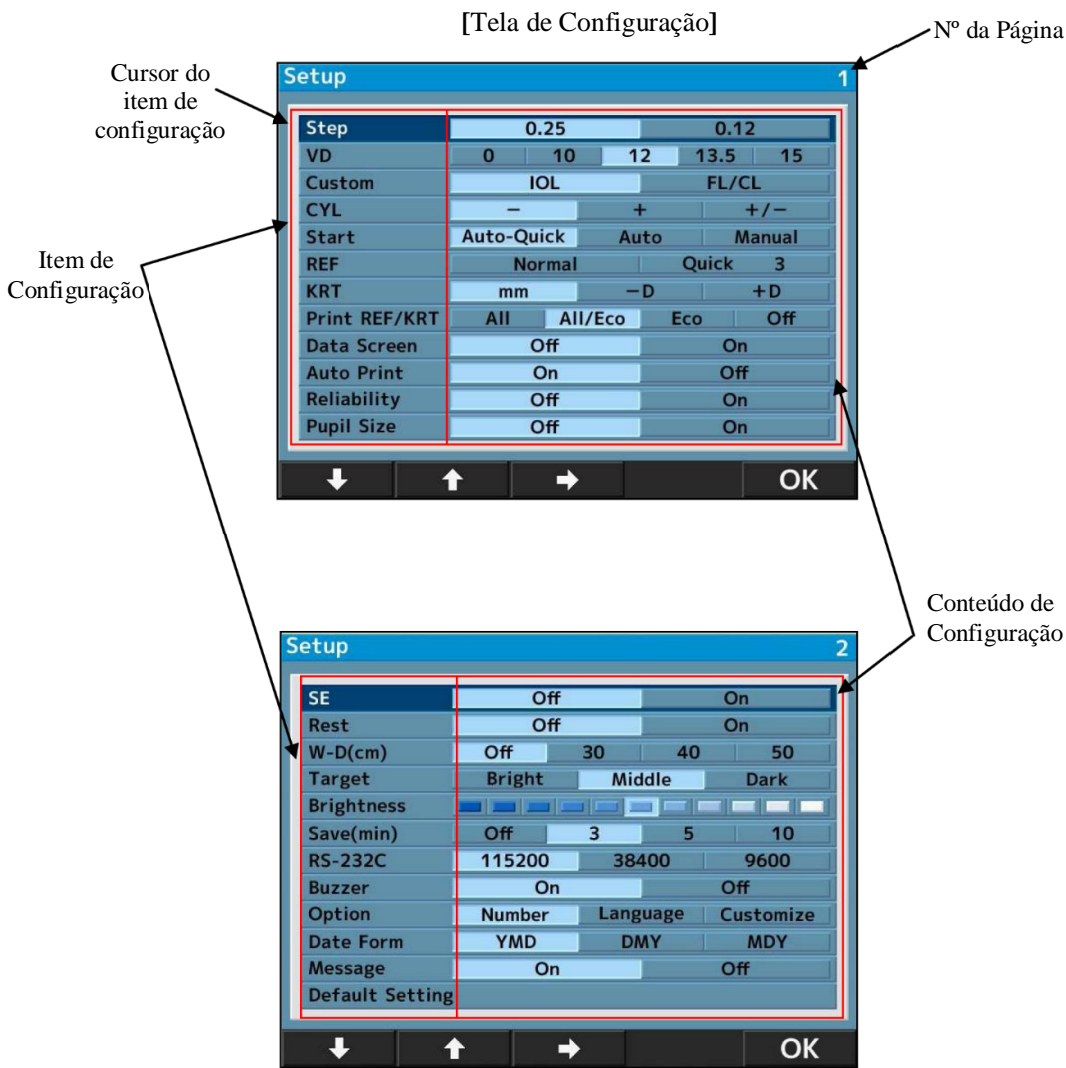 [Tela de Configuração]
Nº da Página
Cursor do
item de
configuração
Setup 1
Step 0.25 0.12
VD 0 10 12 13.5 15
Custom IOL FL/CL
CYL − + +/−
Start Auto-Quick Auto Manual
REF Normal Quick 3
KRT mm −D +D
Print REF/KRT All All/Eco Eco Off
Data Screen Off On
Auto Print On Off
Reliability Off On
Pupil Size Off On
OK
Item de
Configuração
Conteúdo de
Configuração
Setup 2
SE Off On
Rest Off On
W-D(cm) Off 30 40 50
Target Bright Middle Dark
Brightness
Save(min) Off 3 5 10
RS-232C 115200 38400 9600
Buzzer On Off
Option Number Language Customize
Date Form YMD DMY MDY
Message On Off
Default Setting
OK